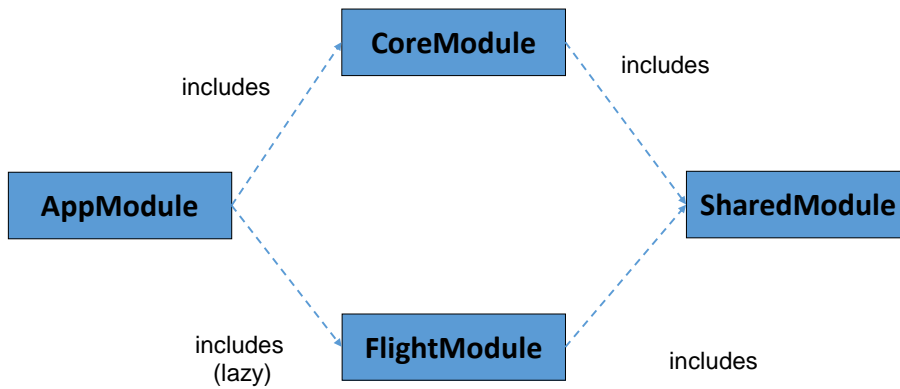 CoreModule
includes
includes
AppModule
SharedModule
includes
(lazy)
FlightModule
includes